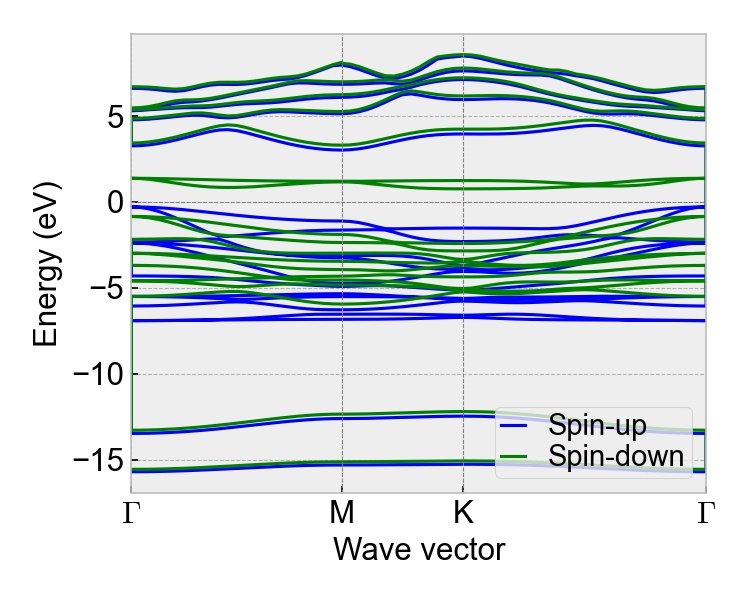 Energy (eV)
5
0
−5
−10
−15
Spin-up
Spin-down
Γ M K Γ
Wave vector